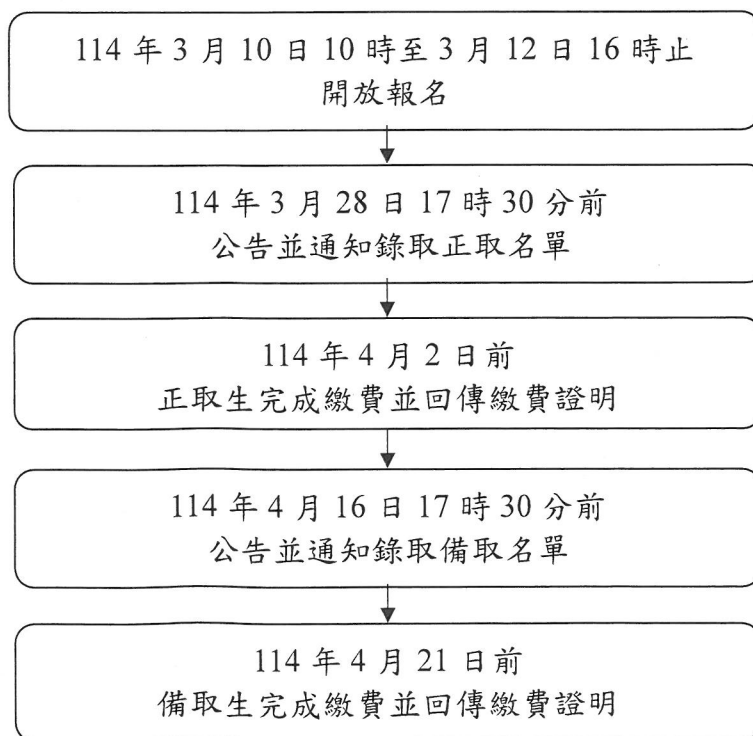 114 年 3 月 10 日 10 時至 3 月 12 日 16 時止
開放報名
114 年 3 月 28 日 17 時 30 分前
公告並通知錄取正取名單
114 年 4 月 2 日前
正取生完成繳費並回傳繳費證明
114 年 4 月 16 日 17 時 30 分前
公告並通知錄取備取名單
114 年 4 月 21 日前
備取生完成繳費並回傳繳費證明